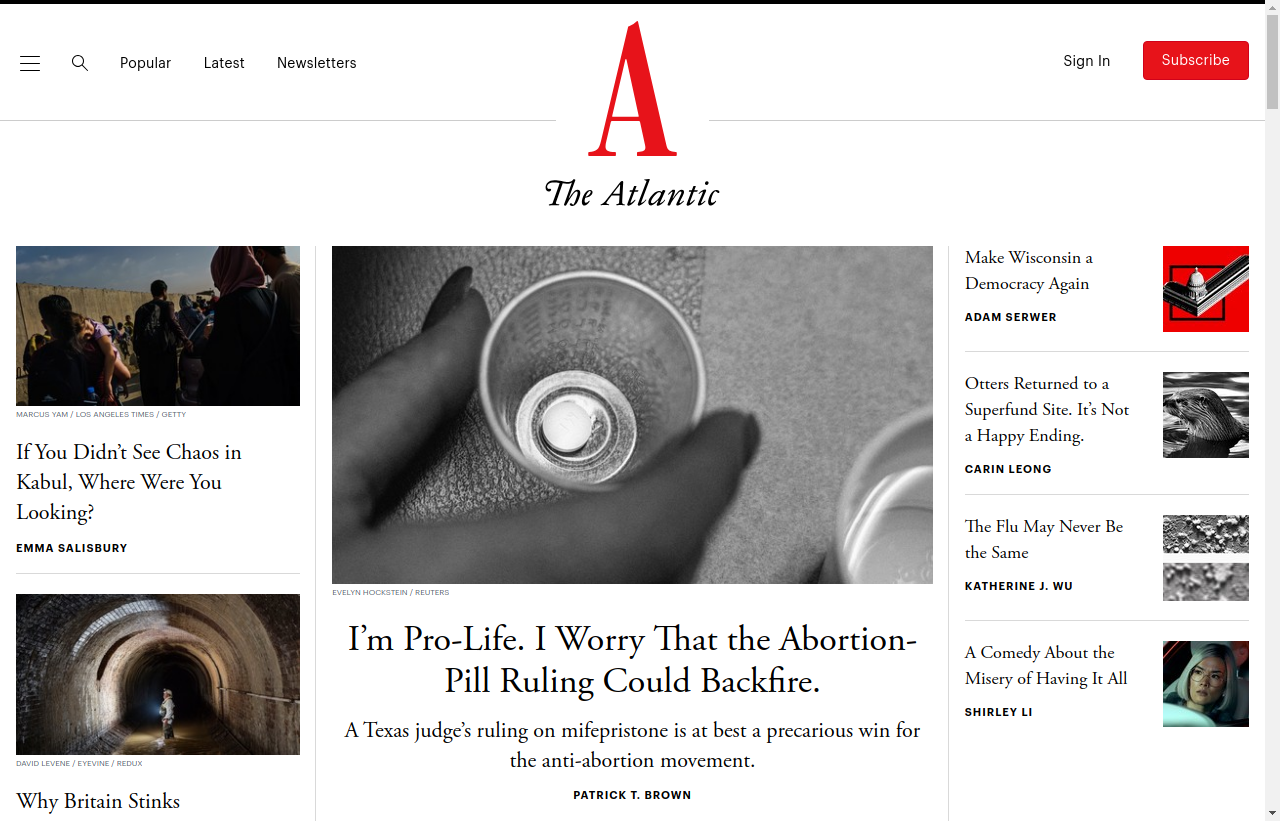 Popular
Latest
Newsletters
A
Sign In
Subscribe
The Atlantic
MARCUS YAM / LOS ANGELES TIMES / GETTY
If You Didn’t See Chaos in
Kabul, Where Were You
Looking?
EMMA SALISBURY
DAVID LEVENE / EYEVINE / REDUX
Why Britain Stinks
EVELYN HOCKSTEIN / REUTERS
I’m Pro-Life. I Worry That the Abortion-
Pill Ruling Could Backfire.
A Texas judge’s ruling on mifepristone is at best a precarious win for
the anti-abortion movement.
PATRICK T. BROWN
Make Wisconsin a
Democracy Again
ADAM SERWER
Otters Returned to a
Superfund Site. It’s Not
a Happy Ending.
CARIN LEONG
The Flu May Never Be
the Same
KATHERINE J. WU
A Comedy About the
Misery of Having It All
SHIRLEY LI